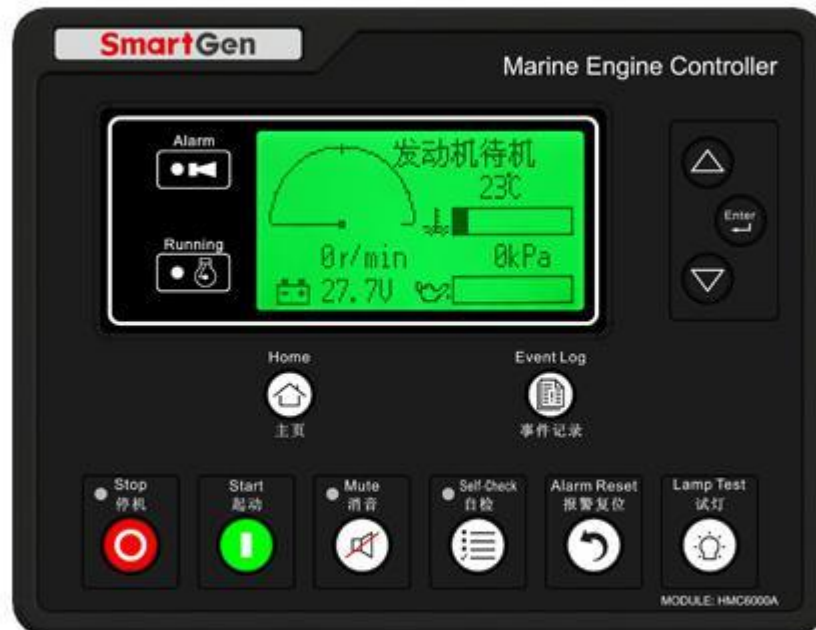 SmartGen
Marine Engine Controller
Alarm
发动机待机
23℃
Enter
Running
0r/min
0kPa
27.7V
Home
主页
Event Log
事件记录
Stop
停机
Start
起动
Mute
消音
Self-Check
自检
Alarm Reset
报警复位
Lamp Test
试灯
MODULE: HMC6000A